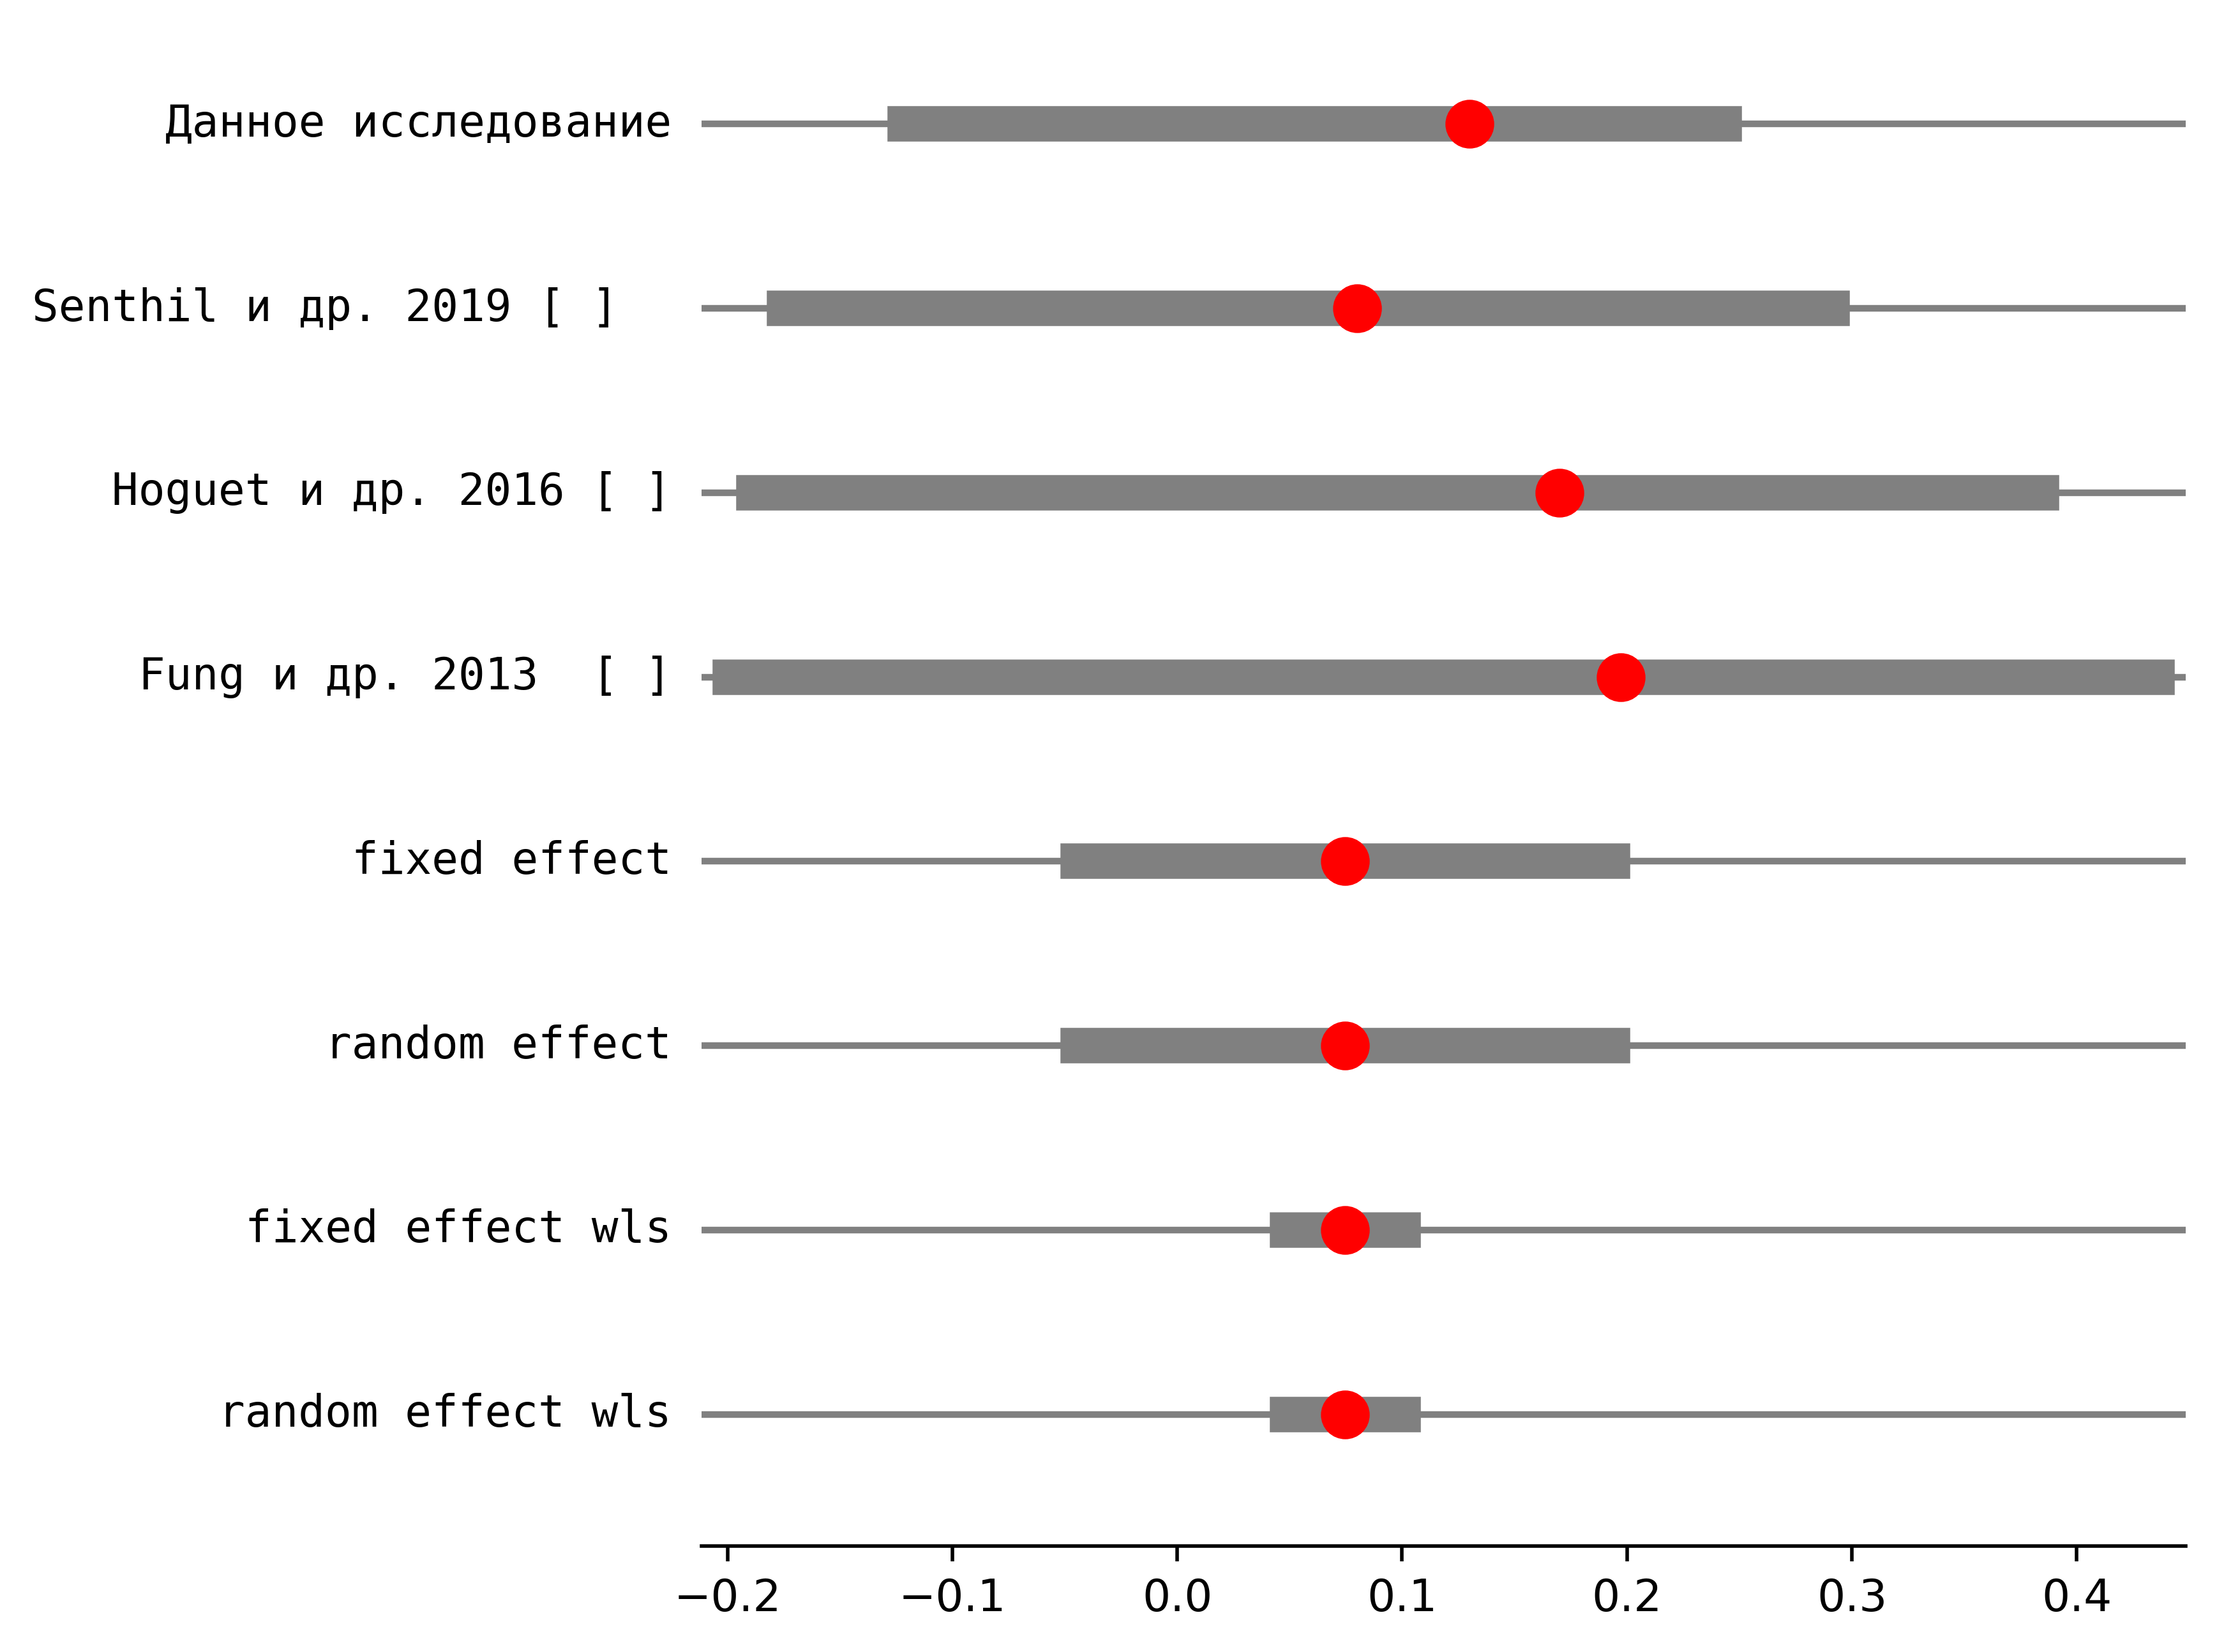 Данное исследование
Senthil и др. 2019 [ ]
Hoguet и др. 2016 [ ]
Fung и др. 2013  [ ]
fixed effect
random effect
fixed effect wls
random effect wls
−0.2 −0.1 0.0 0.1 0.2 0.3 0.4